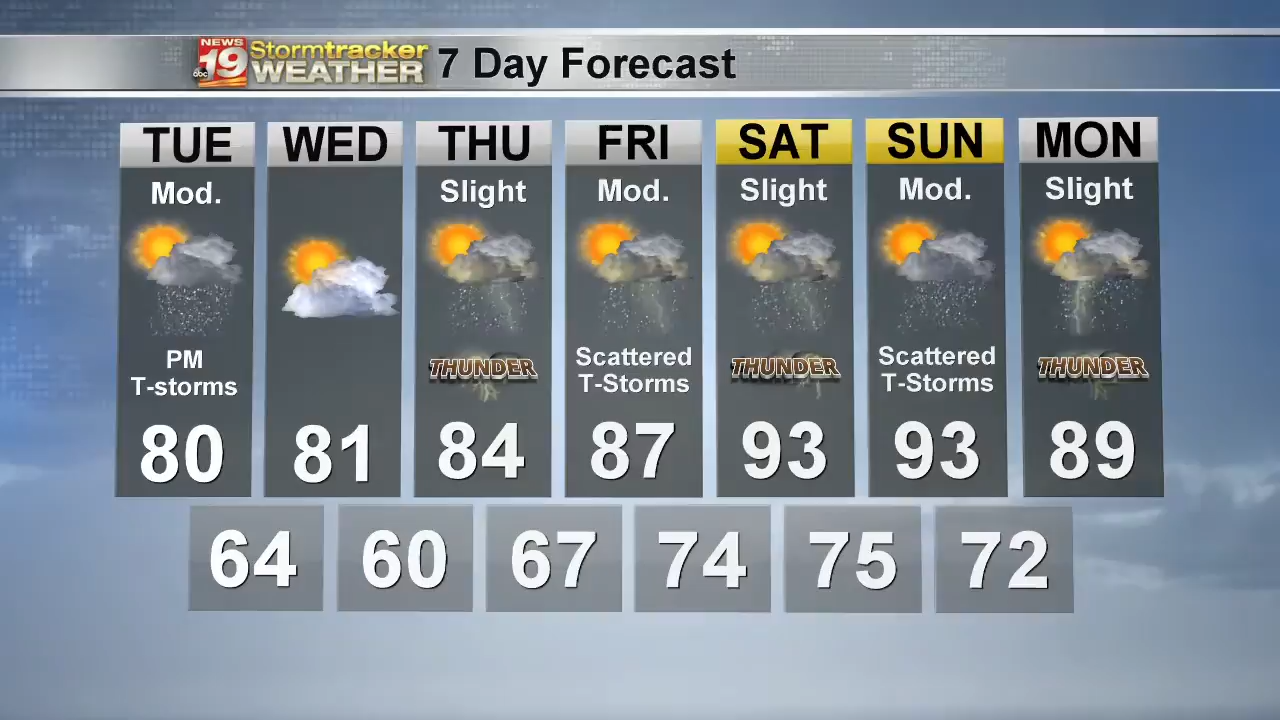 NEWS
abc 19
Stormtracker
WEATHER
7 Day Forecast
TUE WED THU FRI SAT SUN MON
Mod. Slight Mod. Slight Mod. Slight
PM
T-storms
THUNDER
Scattered
T-Storms
THUNDER
Scattered
T-Storms
THUNDER
80 81 84 87 93 93 89
64 60 67 74 75 72